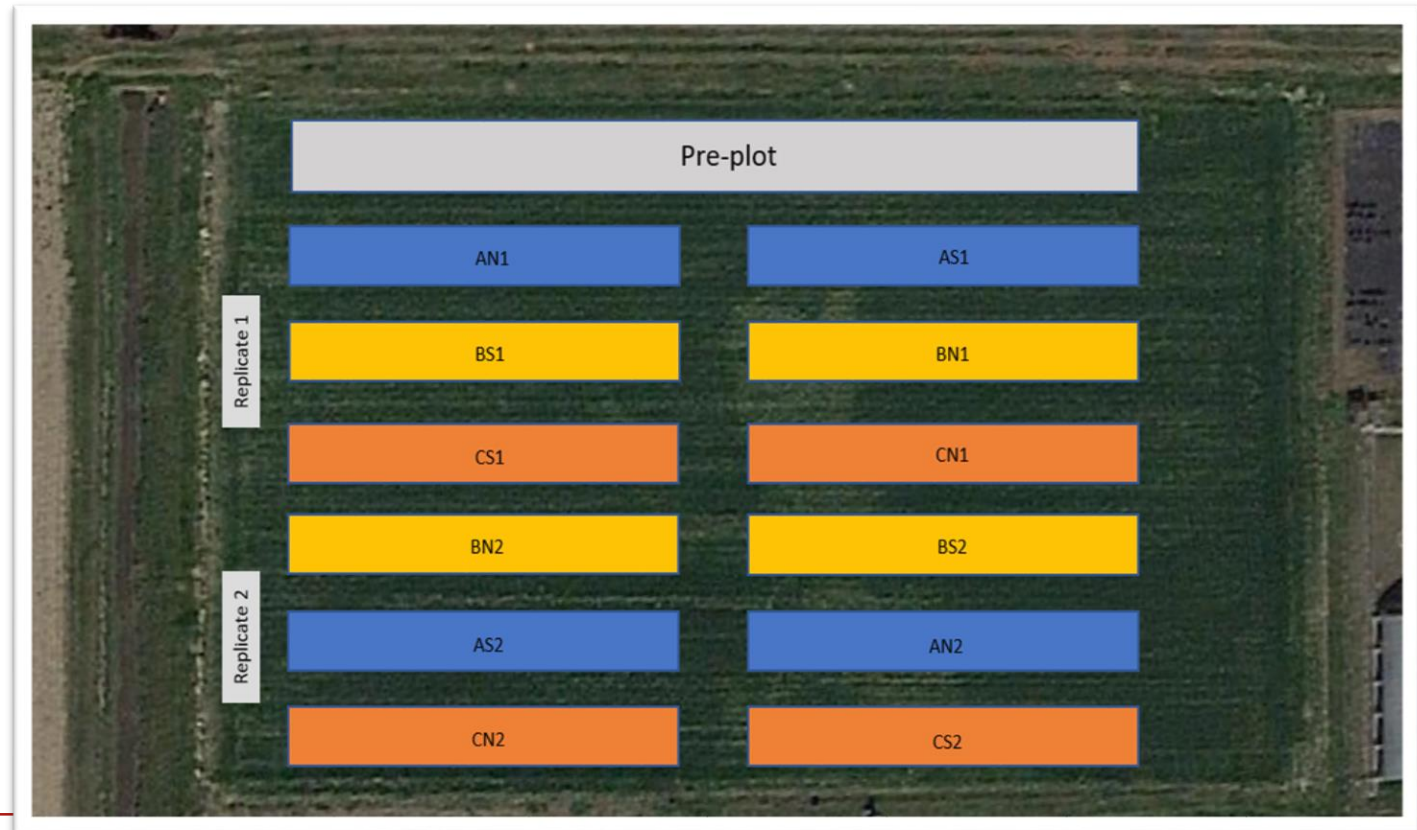 Pre-plot
AN1
AS1
Replicate 1
BS1
BN1
CS1
CN1
BN2
BS2
Replicate 2
AS2
AN2
CN2
CS2